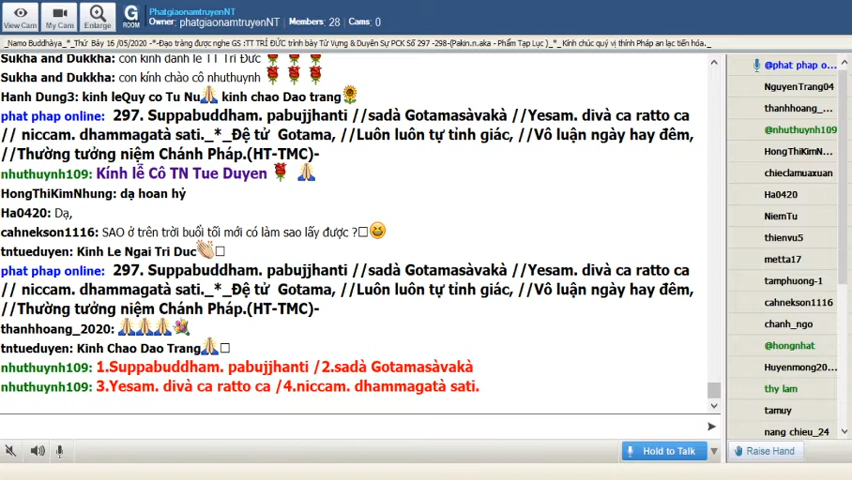 View Cam
My Cam
Enlarge
G
ROOM
PhatgiaonamtruyenNT
Owner: phatgiaonamtruyenNT Members: 28 Cams: 0
_Namo Buddhàya_*_Thứ Bảy 16 /05/2020 -*-Đạo tràng được nghe GS :TT TRÍ ĐỨC trình bày Từ Vựng & Duyên Sự PCK Số 297 -298-(Pakin.n.aka - Phẩm Tạp Lục )_*_ Kính chúc quý vị thính Pháp an lạc tiến hóa._
Sukha and Dukkha: con kính đảnh lễ TT Trí Đức
Sukha and Dukkha: con kính chào cô nhuthuynh
Hanh Dung3: kinh leQuy co Tu Nu kinh chao Dao trang
phat phap online: 297. Suppabuddham. pabujjhanti //sadà Gotamasàvakà //Yesam. divà ca ratto ca
// niccam. dhammagatà sati._*_Đệ tử Gotama, //Luôn luôn tự tỉnh giác, //Vô luận ngày hay đêm,
//Thường tưởng niệm Chánh Pháp.(HT-TMC)-
nhuthuynh109: Kính lễ Cô TN Tue Duyen
HongThiKimNhung: dạ hoan hỷ
Ha0420: Dạ,
cahnekson1116: SAO ở trên trời buổi tối mới có làm sao lấy được ?
tntueduyen: Kinh Le Ngai Tri Duc
phat phap online: 297. Suppabuddham. pabujjhanti //sadà Gotamasàvakà //Yesam. divà ca ratto ca
// niccam. dhammagatà sati._*_Đệ tử Gotama, //Luôn luôn tự tỉnh giác, //Vô luận ngày hay đêm,
//Thường tưởng niệm Chánh Pháp.(HT-TMC)-
thanhhoang_2020:
tntueduyen: Kinh Chao Dao Trang
nhuthuynh109: 1.Suppabuddham. pabujjhanti /2.sadà Gotamasàvakà
nhuthuynh109: 3.Yesam. divà ca ratto ca /4.niccam. dhammagatà sati.
@phat phap o...
NguyenTrang04
thanhhoang_...
@nhuthuynh109
HongThiKimN...
chieclamuaxuan
Ha0420
NiemTu
thienvu5
metta17
tamphuong-1
cahnekson1116
chanh_ngo
@hongnhat
Huyenmong20...
thy lam
tamuy
nang chieu_24
Hold to Talk
Raise Hand